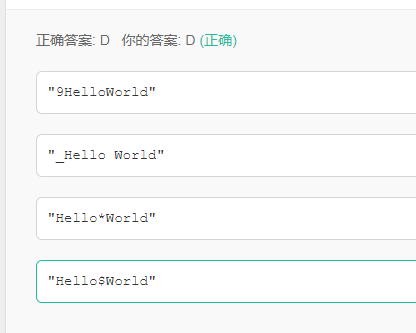 正确答案: D 你的答案: D (正确)
"9HelloWorld"
"_Hello World"
"Hello*World"
"Hello$World"